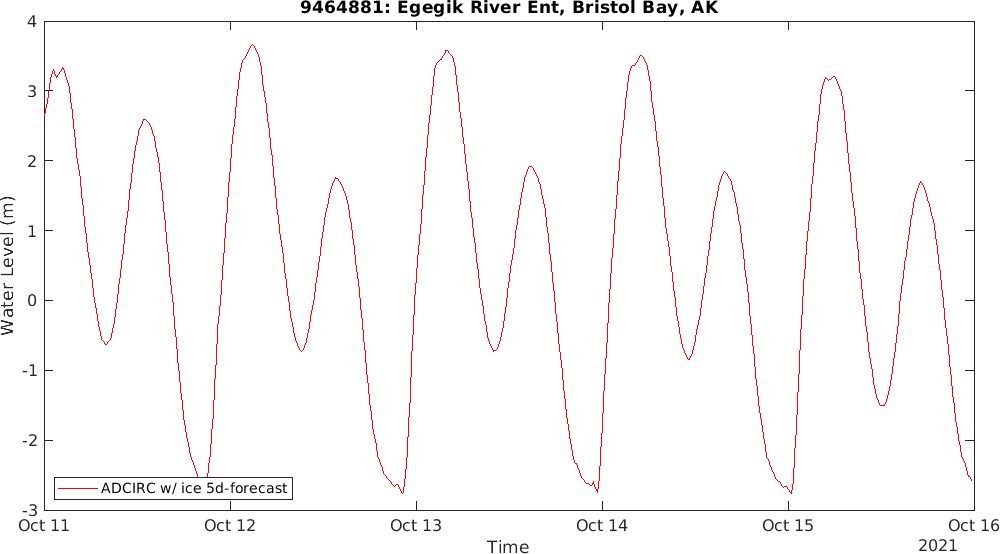 9464881: Egegik River Ent, Bristol Bay, AK
Water Level (m)
4
3
2
1
0
-1
-2
-3
ADCIRC w/ ice 5d-forecast
Oct 11 Oct 12 Oct 13 Oct 14 Oct 15 Oct 16
Time
2021